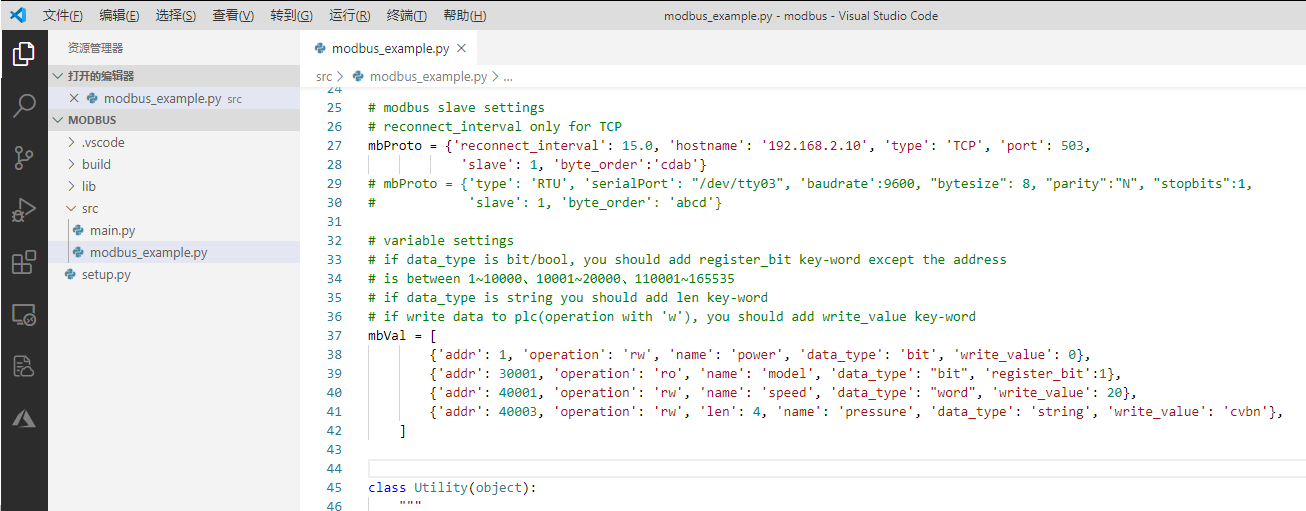 文件(F) 编辑(E) 选择(S) 查看(V) 转到(G) 运行(R) 终端(T) 帮助(H) modbus_example.py - modbus - Visual Studio Code
资源管理器
打开的编辑器
modbus_example.py src
MODBUS
.vscode
build
lib
src
main.py
modbus_example.py
setup.py
modbus_example.py
src > modbus_example.py > ...
24
25 # modbus slave settings
26 # reconnect_interval only for TCP
27 mbProto = {'reconnect_interval': 15.0, 'hostname': '192.168.2.10', 'type': 'TCP', 'port': 503,
28 'slave': 1, 'byte_order':'cdab'}
29 # mbProto = {'type': 'RTU', 'serialPort': "/dev/tty03", 'baudrate':9600, "bytesize": 8, "parity":"N", "stopbits":1,
30 # 'slave': 1, 'byte_order': 'abcd'}
31
32 # variable settings
33 # if data_type is bit/bool, you should add register_bit key-word except the address
34 # is between 1~10000、10001~20000、110001~165535
35 # if data_type is string you should add len key-word
36 # if write data to plc(operation with 'w'), you should add write_value key-word
37 mbVal = [
38 {'addr': 1, 'operation': 'rw', 'name': 'power', 'data_type': 'bit', 'write_value': 0},
39 {'addr': 30001, 'operation': 'ro', 'name': 'model', 'data_type': "bit", 'register_bit':1},
40 {'addr': 40001, 'operation': 'rw', 'name': 'speed', 'data_type': "word", 'write_value': 20},
41 {'addr': 40003, 'operation': 'rw', 'len': 4, 'name': 'pressure', 'data_type': 'string', 'write_value': 'cvbn'},
42 ]
43
44
45 class Utility(object):
46 """